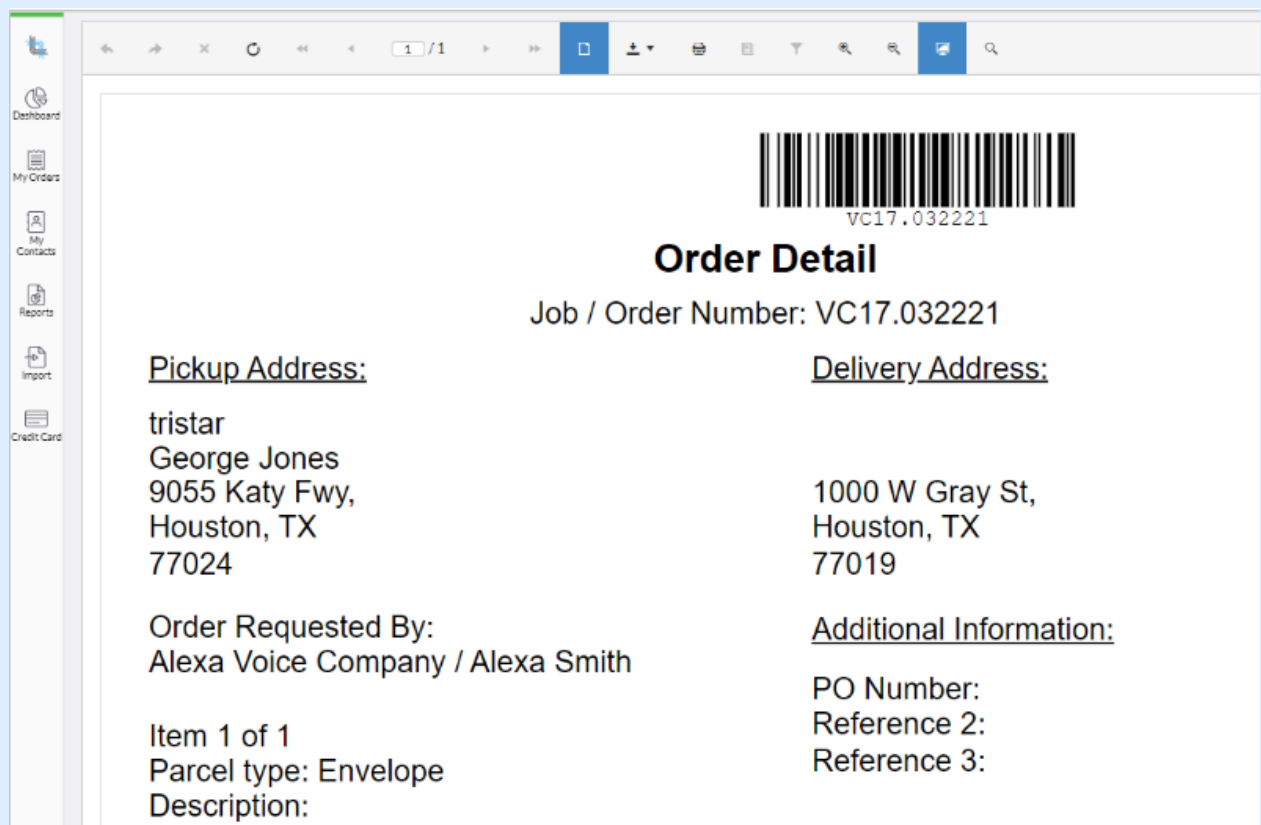 1 / 1
Dashboard
My Orders
My
Contacts
Reports
Import
Credit Card
VC17.032221
Order Detail
Job / Order Number: VC17.032221
Pickup Address:
tristar
George Jones
9055 Katy Fwy,
Houston, TX
77024
Delivery Address:
1000 W Gray St,
Houston, TX
77019
Order Requested By:
Alexa Voice Company / Alexa Smith
Additional Information:
PO Number:
Reference 2:
Reference 3:
Item 1 of 1
Parcel type: Envelope
Description: